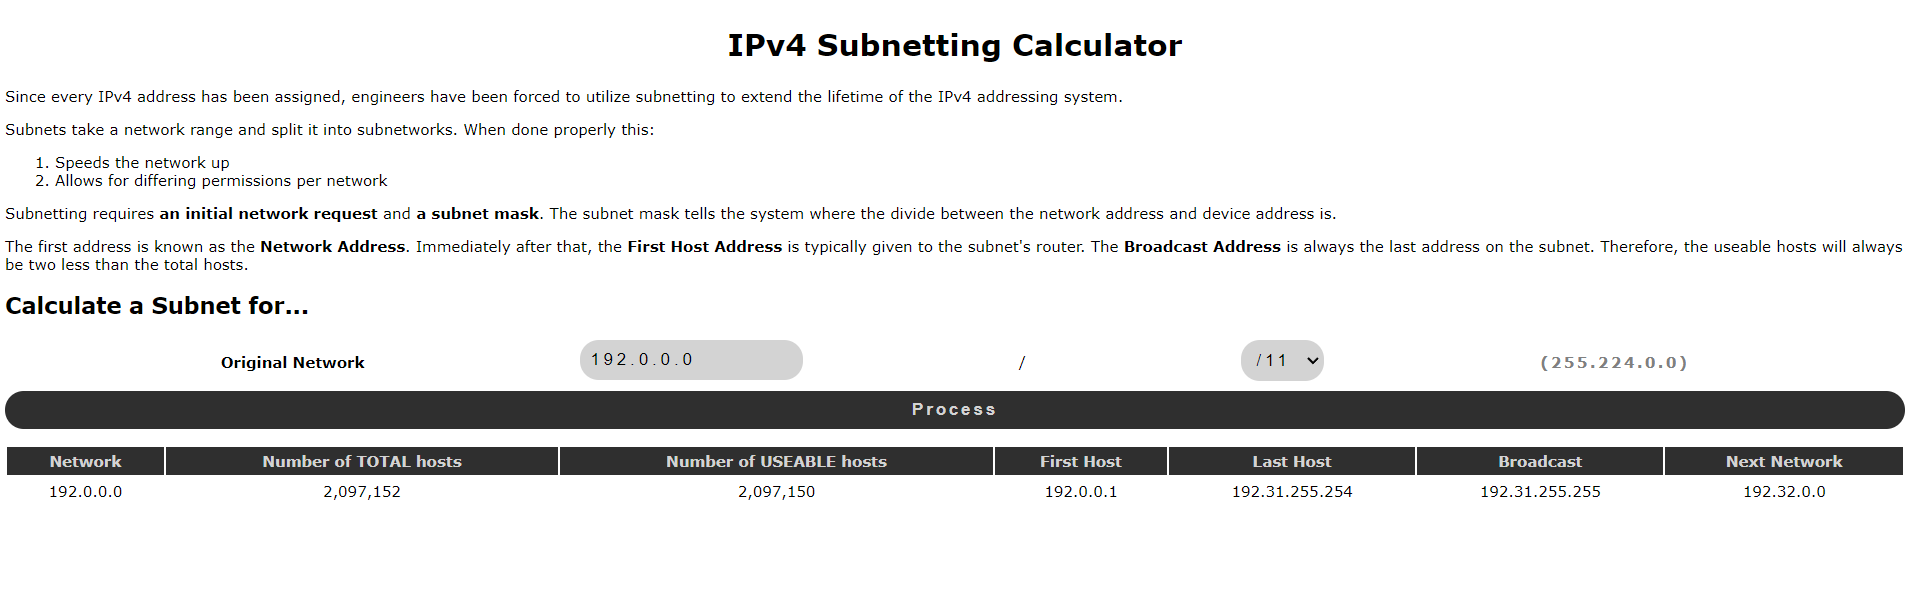 IPv4 Subnetting Calculator
Since every IPv4 address has been assigned, engineers have been forced to utilize subnetting to extend the lifetime of the IPv4 addressing system.
Subnets take a network range and split it into subnetworks. When done properly this:
1. Speeds the network up
2. Allows for differing permissions per network
Subnetting requires an initial network request and a subnet mask. The subnet mask tells the system where the divide between the network address and device address is.
The first address is known as the Network Address. Immediately after that, the First Host Address is typically given to the subnet's router. The Broadcast Address is always the last address on the subnet. Therefore, the useable hosts will always
be two less than the total hosts.
Calculate a Subnet for...
Original Network 192.0.0.0 / /11 (255.224.0.0)
Process
Network Number of TOTAL hosts Number of USEABLE hosts First Host Last Host Broadcast Next Network
192.0.0.0 2,097,152 2,097,150 192.0.0.1 192.31.255.254 192.31.255.255 192.32.0.0